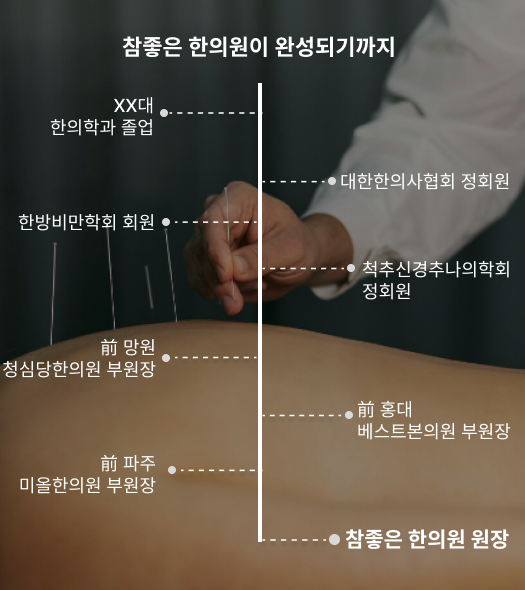 참좋은 한의원이 완성되기까지
XX대
한의학과 졸업
대한한의사협회 정회원
한방비만학회 회원
척추신경추나의학회
정회원
前 망원
청심당한의원 부원장
前 홍대
베스트본의원 부원장
前 파주
미올한의원 부원장
참좋은 한의원 원장